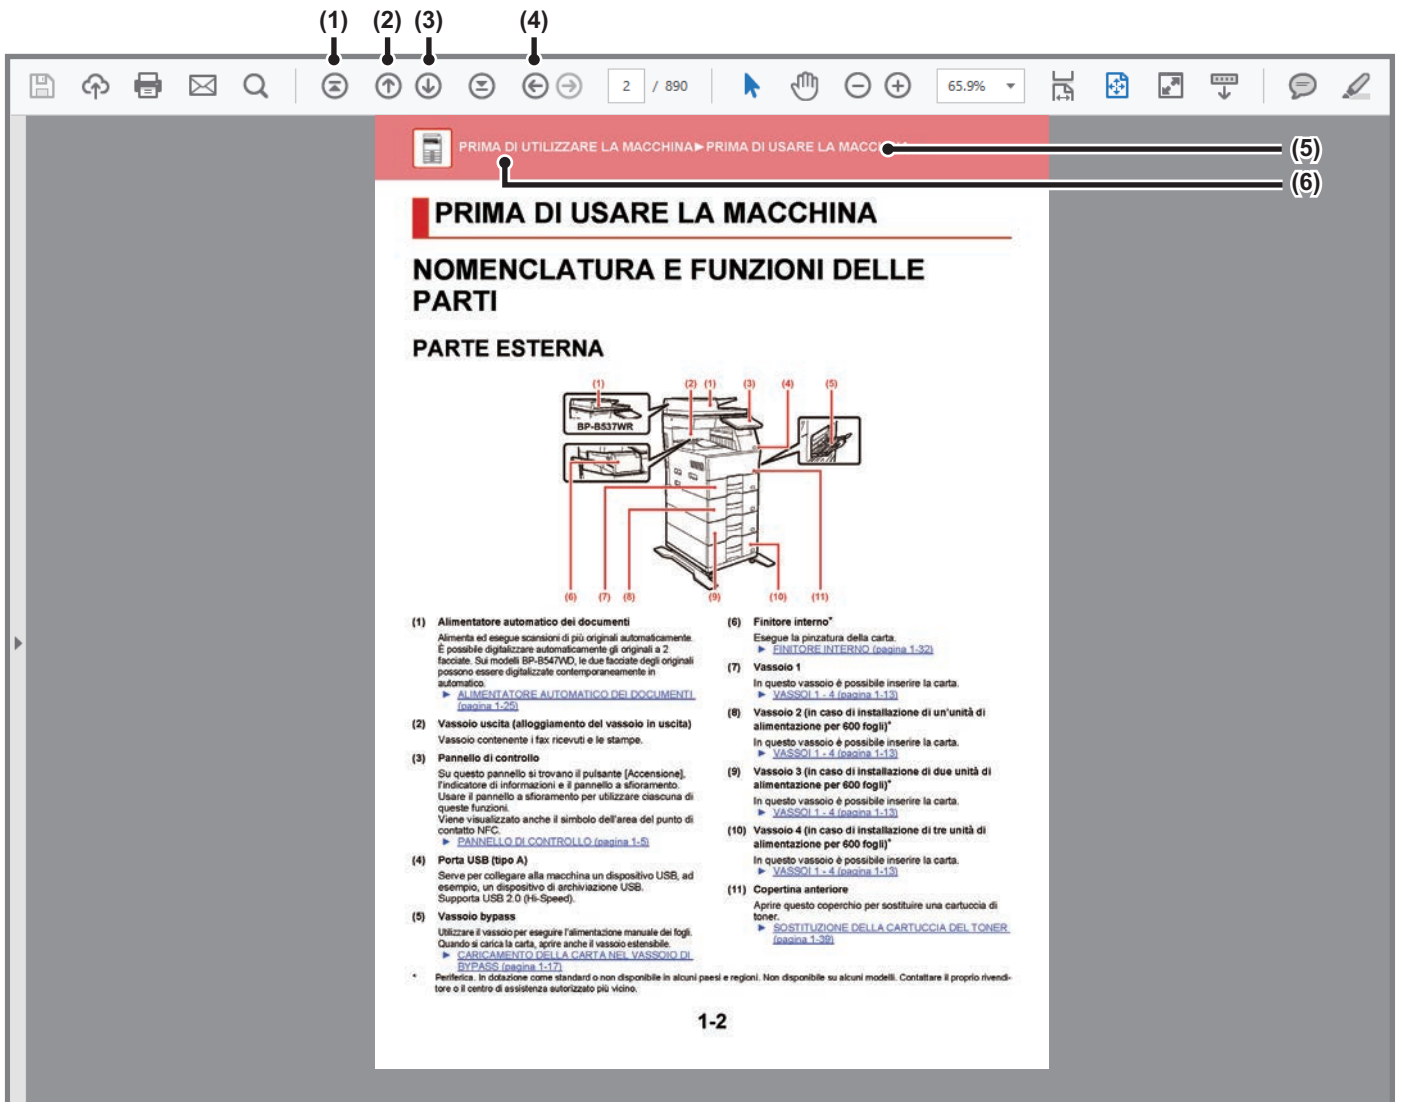 (1) (2) (3) (4)
2 / 890 65.9%
PRIMA DI UTILIZZARE LA MACCHINA►PRIMA DI USARE LA MACCHINA
(5)
(6)
PRIMA DI USARE LA MACCHINA
NOMENCLATURA E FUNZIONI DELLE
PARTI
PARTE ESTERNA
(1) (2) (1) (3) (4) (5)
BP-B537WR
(6) (7) (8) (9) (10) (11)
(1) Alimentatore automatico dei documenti
Alimenta ed esegue scansioni di più originali automaticamente.
È possibile digitalizzare automaticamente gli originali a 2
facciate. Sui modelli BP-B547WD, le due facciate degli originali
possono essere digitalizzate contemporaneamente in
automatico.
► ALIMENTATORE AUTOMATICO DEI DOCUMENTI
(pagina 1-25)
(2) Vassoio uscita (alloggiamento del vassoio in uscita)
Vassoio contenente i fax ricevuti e le stampe.
(3) Pannello di controllo
Su questo pannello si trovano il pulsante [Accensione],
l'indicatore di informazioni e il pannello a sfioramento.
Usare il pannello a sfioramento per utilizzare ciascuna di
queste funzioni.
Viene visualizzato anche il simbolo dell'area del punto di
contatto NFC.
► PANNELLO DI CONTROLLO (pagina 1-5)
(4) Porta USB (tipo A)
Serve per collegare alla macchina un dispositivo USB, ad
esempio, un dispositivo di archiviazione USB.
Supporta USB 2.0 (Hi-Speed).
(5) Vassoio bypass
Utilizzare il vassoio per eseguire l'alimentazione manuale dei fogli.
Quando si carica la carta, aprire anche il vassoio estensibile.
► CARICAMENTO DELLA CARTA NEL VASSOIO DI
BYPASS (pagina 1-17)
(6) Finitore interno*
Esegue la pinzatura della carta.
► FINITORE INTERNO (pagina 1-32)
(7) Vassoio 1
In questo vassoio è possibile inserire la carta.
► VASSOI 1 - 4 (pagina 1-13)
(8) Vassoio 2 (in caso di installazione di un'unità di
alimentazione per 600 fogli)*
In questo vassoio è possibile inserire la carta.
► VASSOI 1 - 4 (pagina 1-13)
(9) Vassoio 3 (in caso di installazione di due unità di
alimentazione per 600 fogli)*
In questo vassoio è possibile inserire la carta.
► VASSOI 1 - 4 (pagina 1-13)
(10) Vassoio 4 (in caso di installazione di tre unità di
alimentazione per 600 fogli)*
In questo vassoio è possibile inserire la carta.
► VASSOI 1 - 4 (pagina 1-13)
(11) Copertina anteriore
Aprire questo coperchio per sostituire una cartuccia di
toner.
► SOSTITUZIONE DELLA CARTUCCIA DEL TONER
(pagina 1-39)
* Periferica. In dotazione come standard o non disponibile in alcuni paesi e regioni. Non disponibile su alcuni modelli. Contattare il proprio rivendi-
tore o il centro di assistenza autorizzato più vicino.
1-2